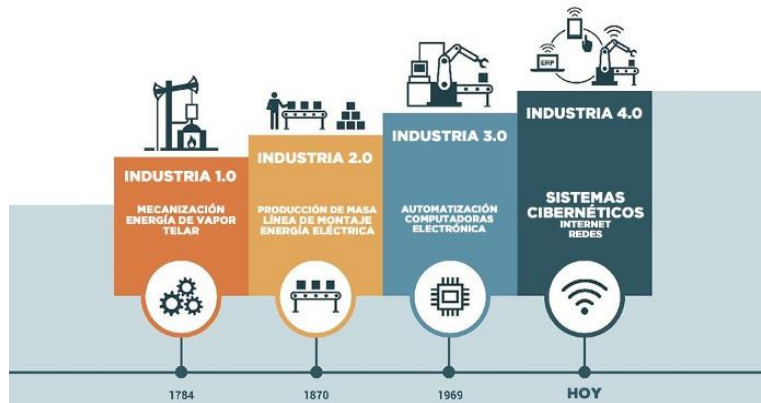 ERP
INDUSTRIA 1.0
MECANIZACIÓN
ENERGÍA DE VAPOR
TELAR
INDUSTRIA 2.0
PRODUCCIÓN DE MASA
LÍNEA DE MONTAJE
ENERGÍA ELÉCTRICA
INDUSTRIA 3.0
AUTOMATIZACIÓN
COMPUTADORAS
ELECTRÓNICA
INDUSTRIA 4.0
SISTEMAS
CIBERNÉTICOS
INTERNET
REDES
1784
1870
1969
HOY